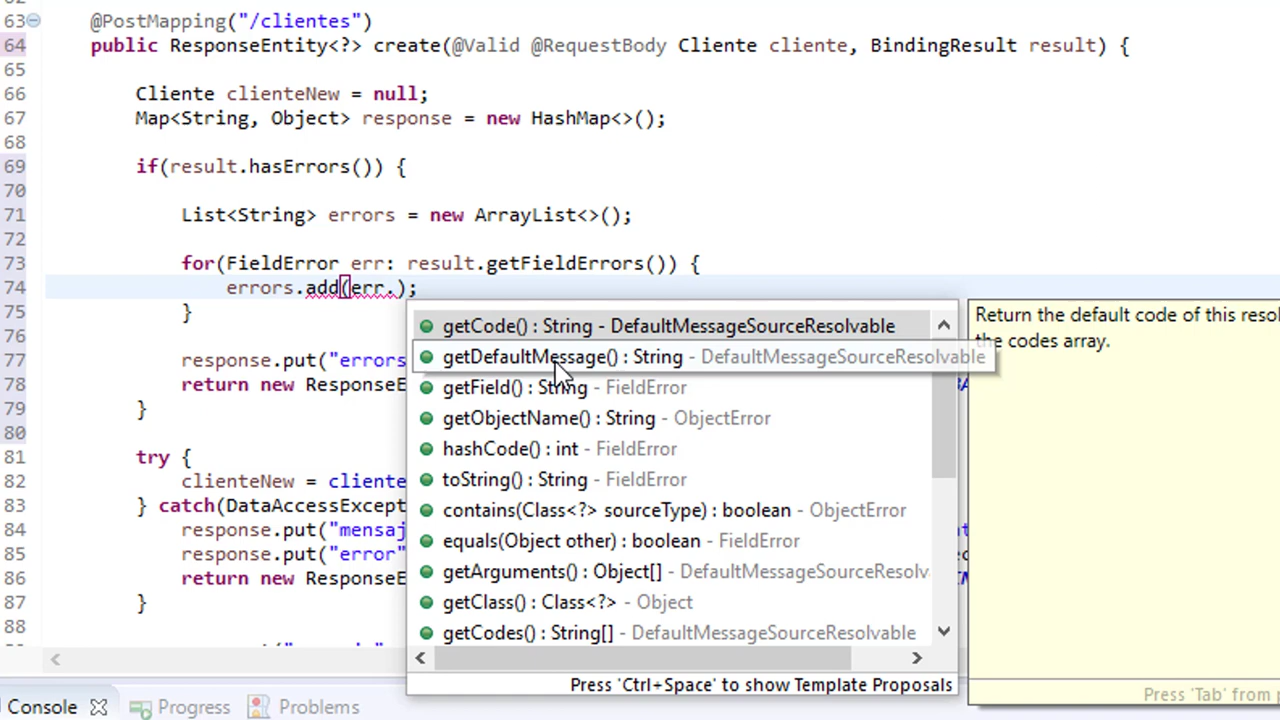 63 @PostMapping("/clientes")
64 public ResponseEntity<?> create(@Valid @RequestBody Cliente cliente, BindingResult result) {
65
66 Cliente clienteNew = null;
67 Map<String, Object> response = new HashMap<>();
68
69 if(result.hasErrors()) {
70
71 List<String> errors = new ArrayList<>();
72
73 for(FieldError err: result.getFieldErrors()) {
74 errors.add(err.);
75 }
76
77 response.put("errors
78 return new ResponseE
79 }
80
81 try {
82 clienteNew = cliente
83 } catch(DataAccessExcept
84 response.put("mensaj
85 response.put("error"
86 return new ResponseE
87 }
88
getCode() : String - DefaultMessageSourceResolvable
getDefaultMessage() : String - DefaultMessageSourceResolvable
getField() : String - FieldError
getObjectName() : String - ObjectError
hashCode() : int - FieldError
toString() : String - FieldError
contains(Class<?> sourceType) : boolean - ObjectError
equals(Object other) : boolean - FieldError
getArguments() : Object[] - DefaultMessageSourceResolv
getClass() : Class<?> - Object
getCodes() : String[] - DefaultMessageSourceResolvable
Press 'Ctrl+Space' to show Template Proposals
Return the default code of this resol
the codes array.
Press 'Tab' from p
Console Progress Problems